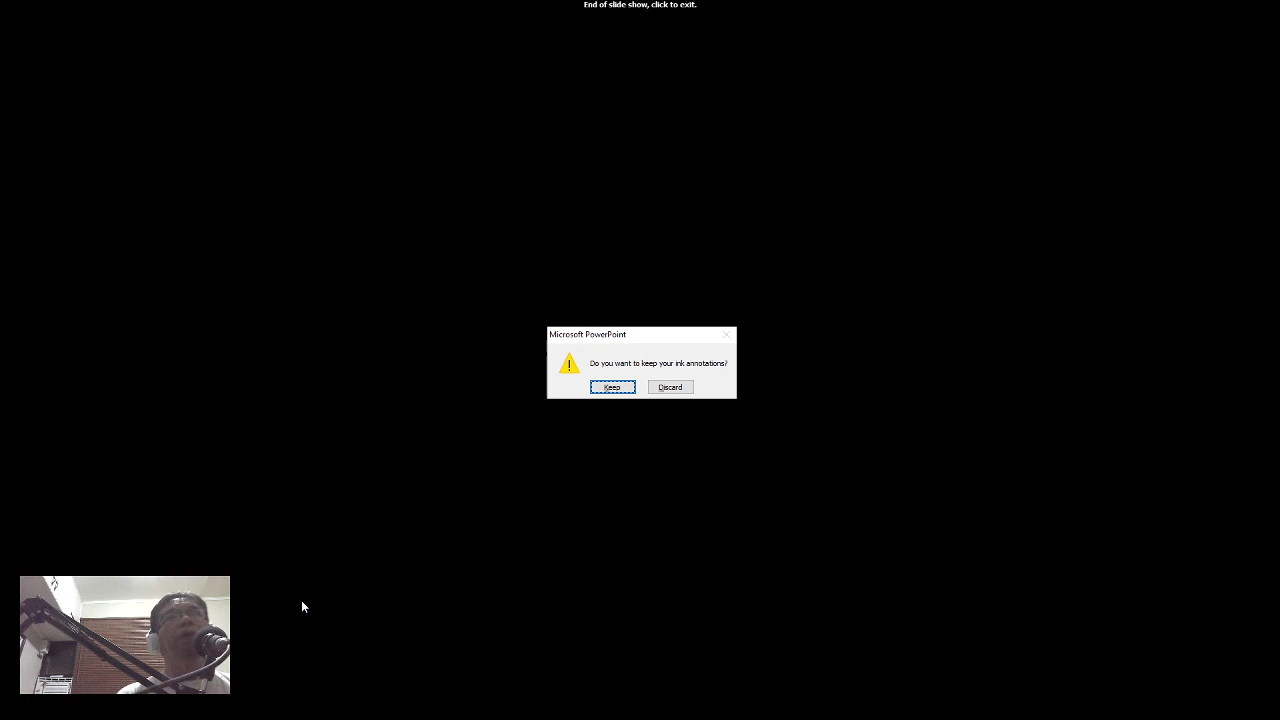 End of slide show, click to exit.
Microsoft PowerPoint
Do you want to keep your ink annotations?
Keep
Discard